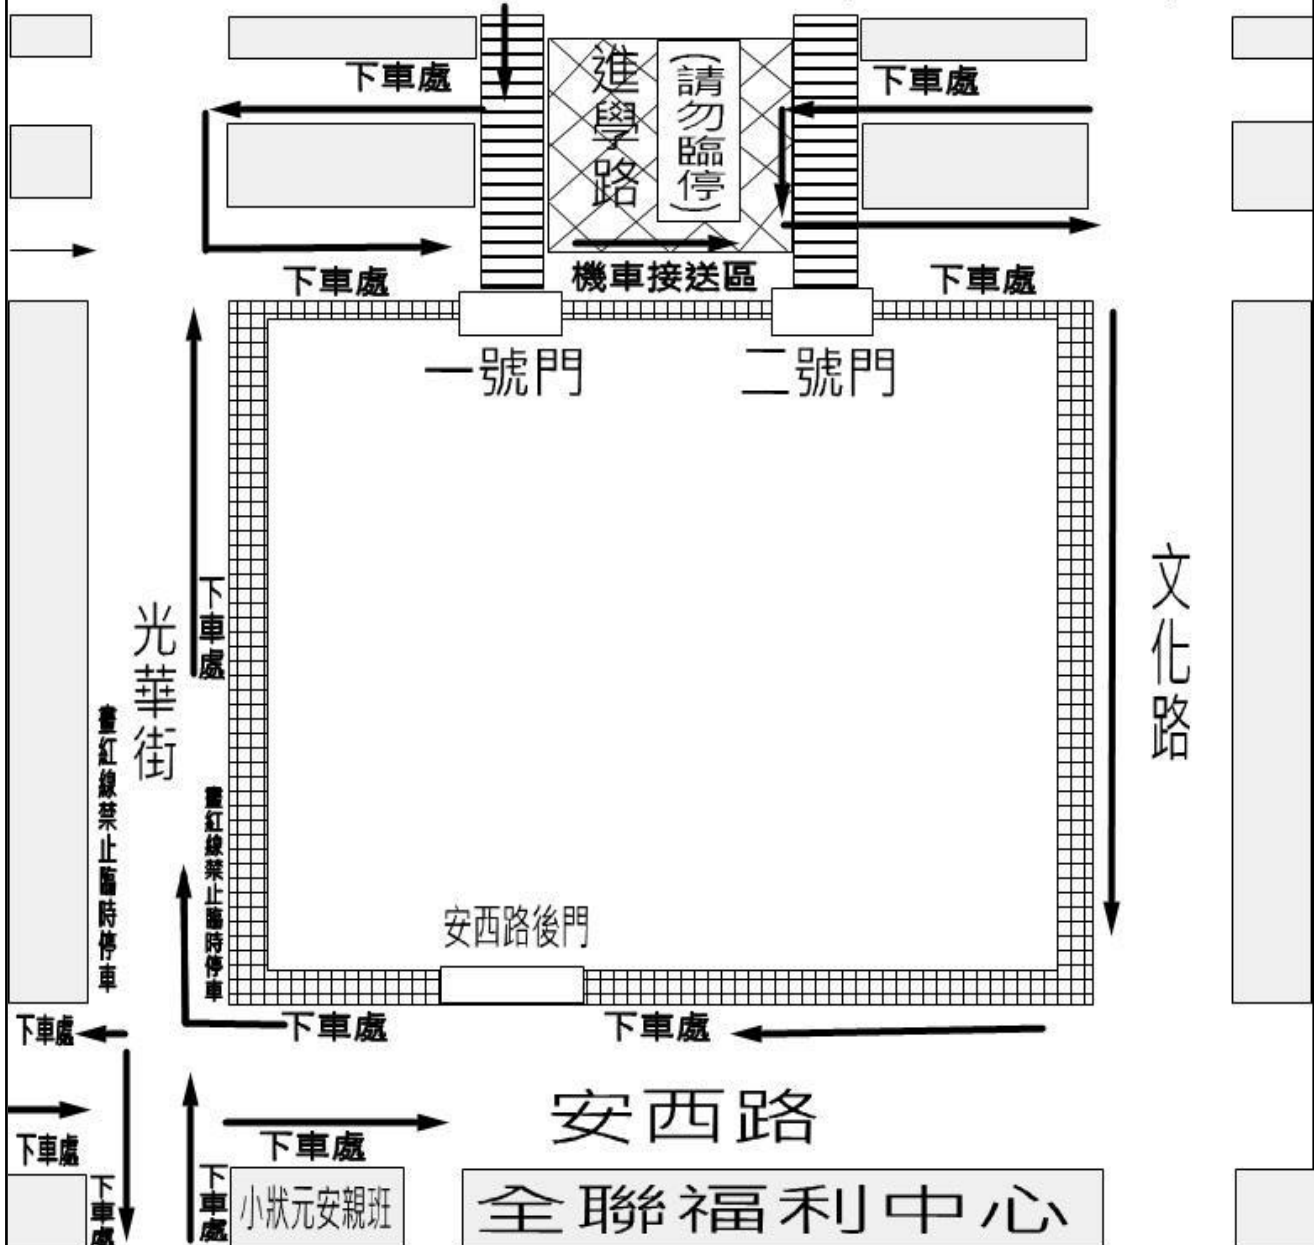 下車處
進學路
(請勿臨停)
下車處
下車處
機車接送區
下車處
一號門
二號門
光華街
下車處
文化路
畫紅線禁止臨時停車
畫紅線禁止臨時停車
安西路後門
下車處
下車處
下車處
安西路
下車處
下車處
下車處
下車處
小狀元安親班
全聯福利中心